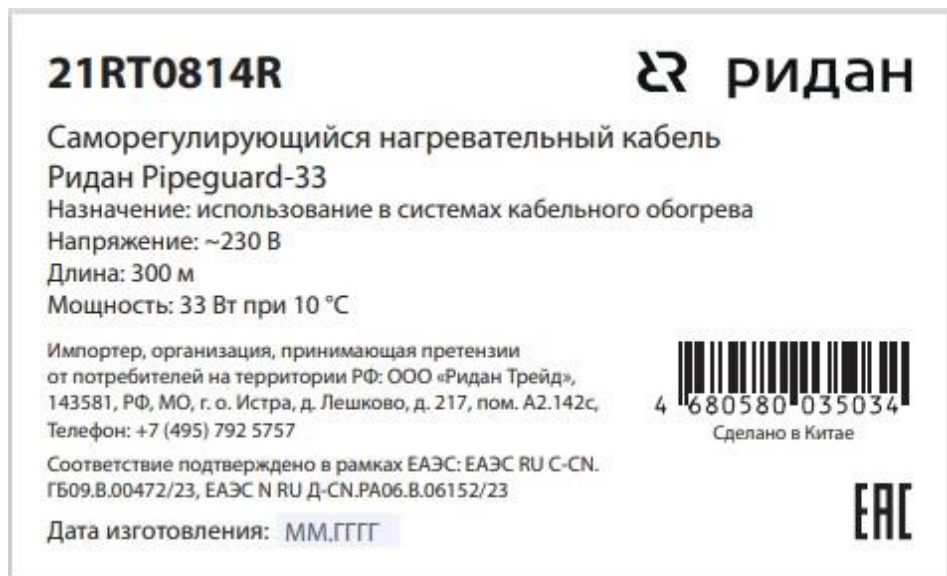 21RT0814R
ридан
Саморегулирующийся нагревательный кабель
Ридан Pipeguard-33
Назначение: использование в системах кабельного обогрева
Напряжение: ~230 В
Длина: 300 м
Мощность: 33 Вт при 10 °C
Импортер, организация, принимающая претензии
от потребителей на территории РФ: ООО «Ридан Трейд»,
143581, РФ, МО, г. о. Истра, д. Лешково, д. 217, пом. А2.142с,
Телефон: +7 (495) 792 5757
4 680580 035034
Сделано в Китае
Соответствие подтверждено в рамках ЕАЭС: ЕАЭС RU С-CN.
ГБ09.В.00472/23, ЕАЭС N RU Д-CN.РА06.В.06152/23
Дата изготовления: ММ.ГГГГ
EAC